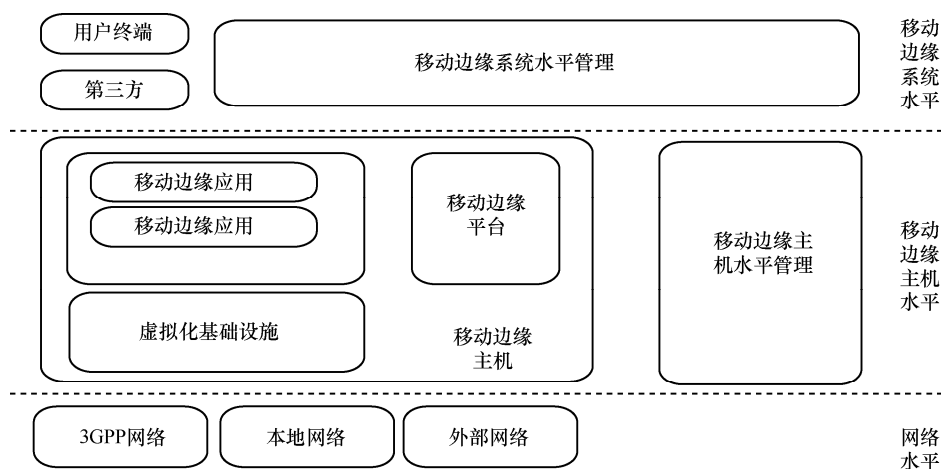 用户终端
第三方
移动边缘系统水平管理
移动
边缘
系统
水平
移动边缘应用
移动边缘应用
移动边缘
平台
虚拟化基础设施
移动边缘
主机
移动边缘主
机水平管理
移动
边缘
主机
水平
3GPP网络
本地网络
外部网络
网络
水平